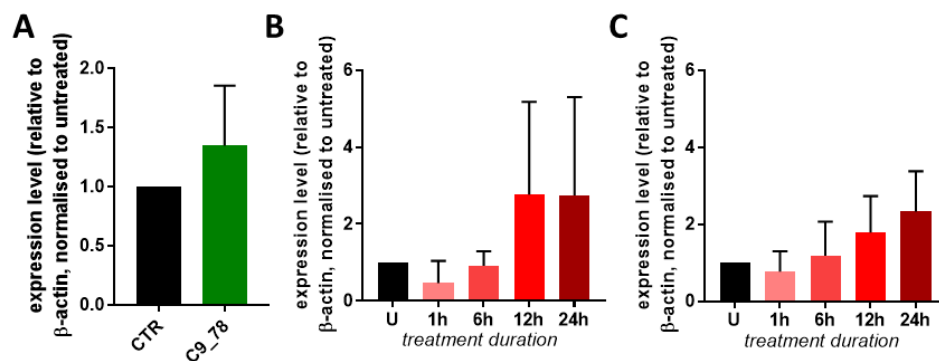 A
expression level (relative to
β-actin, normalised to untreated)
2.0
1.5
1.0
0.5
0.0
CTR
C9_78
B
expression level (relative to
β-actin, normalised to untreated)
6
4
2
0
U 1h 6h 12h 24h
treatment duration
C
expression level (relative to
β-actin, normalised to untreated)
6
4
2
0
U 1h 6h 12h 24h
treatment duration